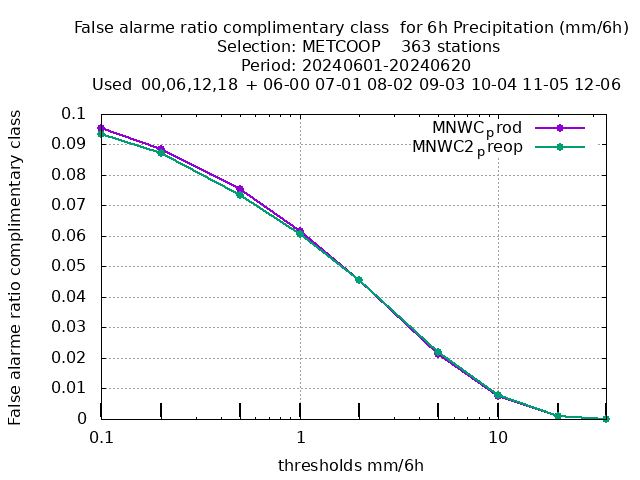 False alarme ratio complimentary class  for 6h Precipitation (mm/6h)
Selection: METCOOP    363 stations
Period: 20240601-20240620
Used  00,06,12,18  + 06-00 07-01 08-02 09-03 10-04 11-05 12-06
False alarme ratio complimentary class
0.1
0.09
0.08
0.07
0.06
0.05
0.04
0.03
0.02
0.01
0
MNWCprod
MNWC2preop
0.1 1 10
thresholds mm/6h